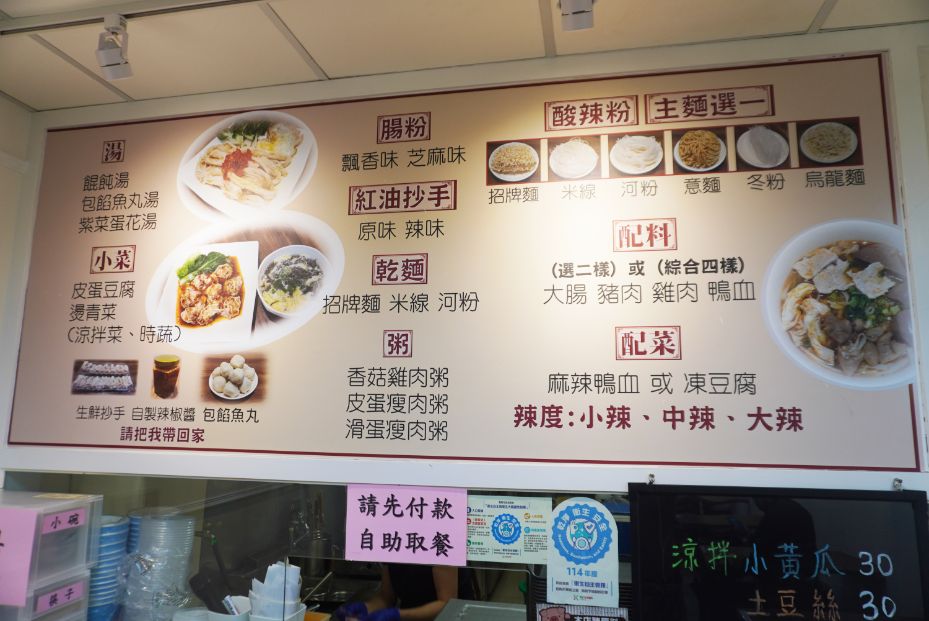 湯
餛飩湯
包餡魚丸湯
紫菜蛋花湯
小菜
皮蛋豆腐
燙青菜
(涼拌菜、時蔬)
生鮮抄手 自製辣椒醬 包餡魚丸
請把我帶回家
腸粉
飄香味 芝麻味
紅油抄手
原味 辣味
乾麵
招牌麵 米線 河粉
粥
香菇雞肉粥
皮蛋瘦肉粥
滑蛋瘦肉粥
酸辣粉 主麵選一
招牌麵 米線 河粉 意麵 冬粉 烏龍麵
配料
(選二樣) 或 (綜合四樣)
大腸 豬肉 雞肉 鴨血
配菜
麻辣鴨血 或 凍豆腐
辣度:小辣、中辣、大辣
小碗
筷子
請先付款
自助取餐
114年度
涼拌 小黃瓜 30
土豆絲 30